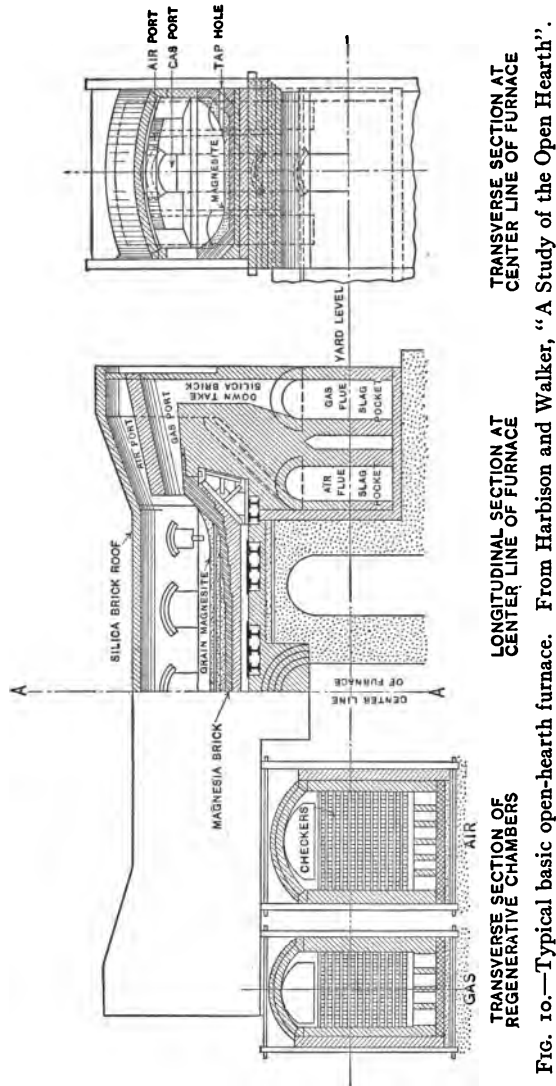 AIR PORT
GAS PORT
TAP HOLE
MAGNESITE
YARD LEVEL
A
SILICA BRICK ROOF
AIR PORT
GAS PORT
DOWN TAKE
SILICA BRICK
GRAIN MAGNESITE
MAGNESIA BRICK
AIR
FLUE
SLAG
POCKET
GAS
FLUE
SLAG
POCKET
CENTER LINE
OF FURNACE
A
CHECKERS
GAS
AIR
TRANSVERSE SECTION OF
REGENERATIVE CHAMBERS
LONGITUDINAL SECTION AT
CENTER LINE OF FURNACE
TRANSVERSE SECTION AT
CENTER LINE OF FURNACE
FIG. 10.—Typical basic open-hearth furnace. From Harbison and Walker, “A Study of the Open Hearth”.